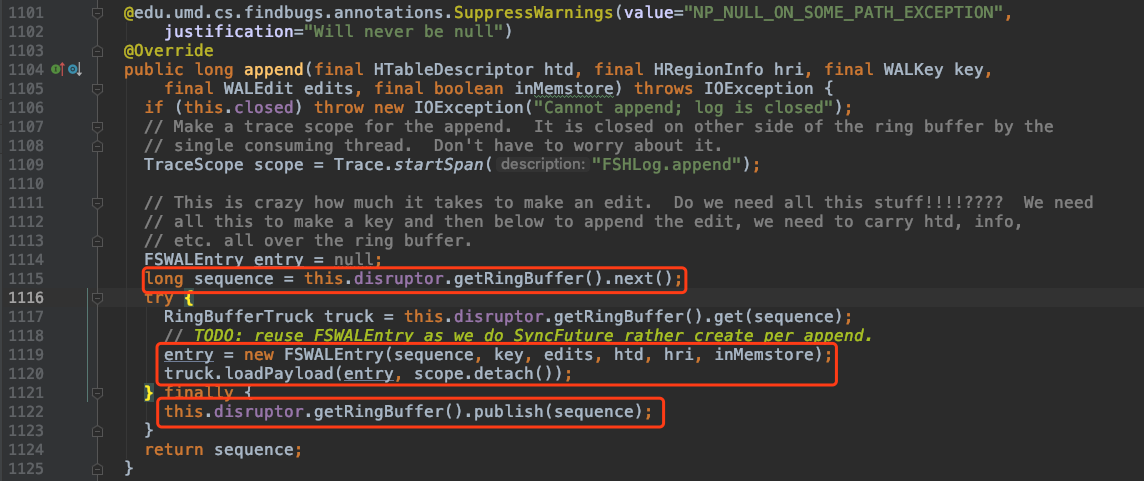 1101 @edu.umd.cs.findbugs.annotations.SuppressWarnings(value="NP_NULL_ON_SOME_PATH_EXCEPTION",
1102 justification="Will never be null")
1103 @Override
1104 public long append(final HTableDescriptor htd, final HRegionInfo hri, final WALKey key,
1105 final WALEdit edits, final boolean inMemstore) throws IOException {
1106 if (this.closed) throw new IOException("Cannot append; log is closed");
1107 // Make a trace scope for the append.  It is closed on other side of the ring buffer by the
1108 // single consuming thread.  Don't have to worry about it.
1109 TraceScope scope = Trace.startSpan( description: "FSHLog.append");
1110
1111 // This is crazy how much it takes to make an edit.  Do we need all this stuff!!!!????  We need
1112 // all this to make a key and then below to append the edit, we need to carry htd, info,
1113 // etc. all over the ring buffer.
1114 FSWALEntry entry = null;
1115 long sequence = this.disruptor.getRingBuffer().next();
1116 try {
1117 RingBufferTruck truck = this.disruptor.getRingBuffer().get(sequence);
1118 // TODO: reuse FSWALEntry as we do SyncFuture rather create per append.
1119 entry = new FSWALEntry(sequence, key, edits, htd, hri, inMemstore);
1120 truck.loadPayload(entry, scope.detach());
1121 } finally {
1122 this.disruptor.getRingBuffer().publish(sequence);
1123 }
1124 return sequence;
1125 }